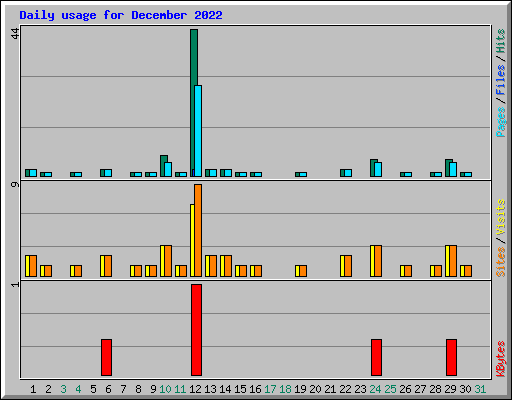 Daily usage for December 2022
44
9
1
Pages / Files / Hits
Sites / Visits
KBytes
1 2 3 4 5 6 7 8 9 10 11 12 13 14 15 16 17 18 19 20 21 22 23 24 25 26 27 28 29 30 31